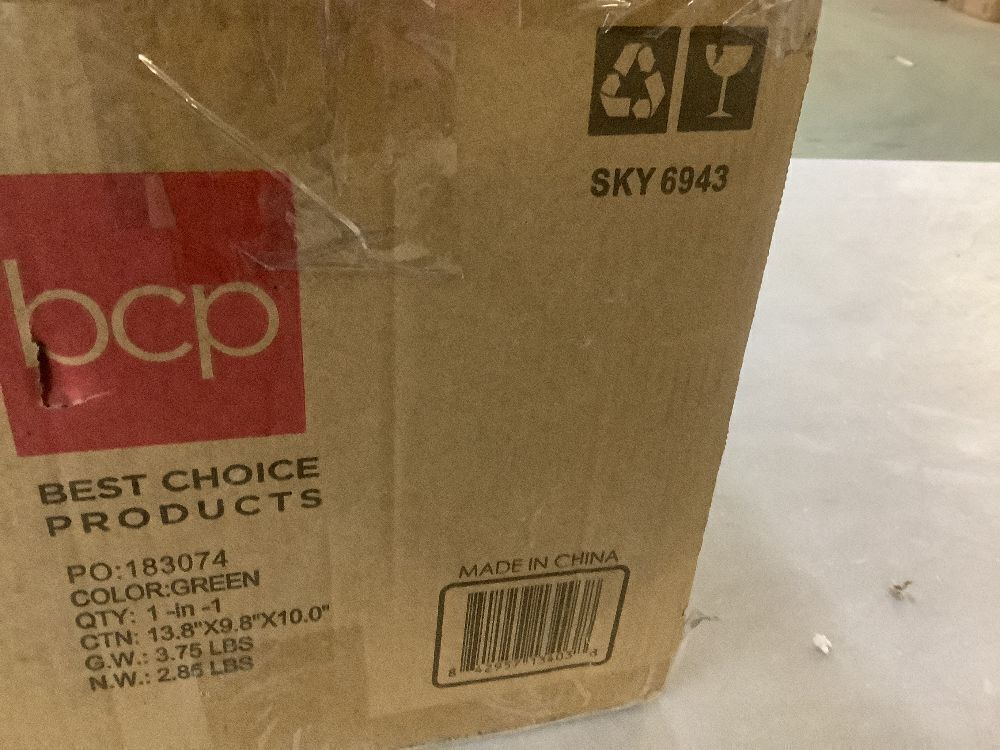 SKY 6943
bcp
BEST CHOICE
PRODUCTS
PO:183074
COLOR:GREEN
QTY: 1 -In -1
CTN: 13.8"X9.8"X10.0"
G.W.: 3.75 LBS
N.W.: 2.85 LBS
MADE IN CHINA